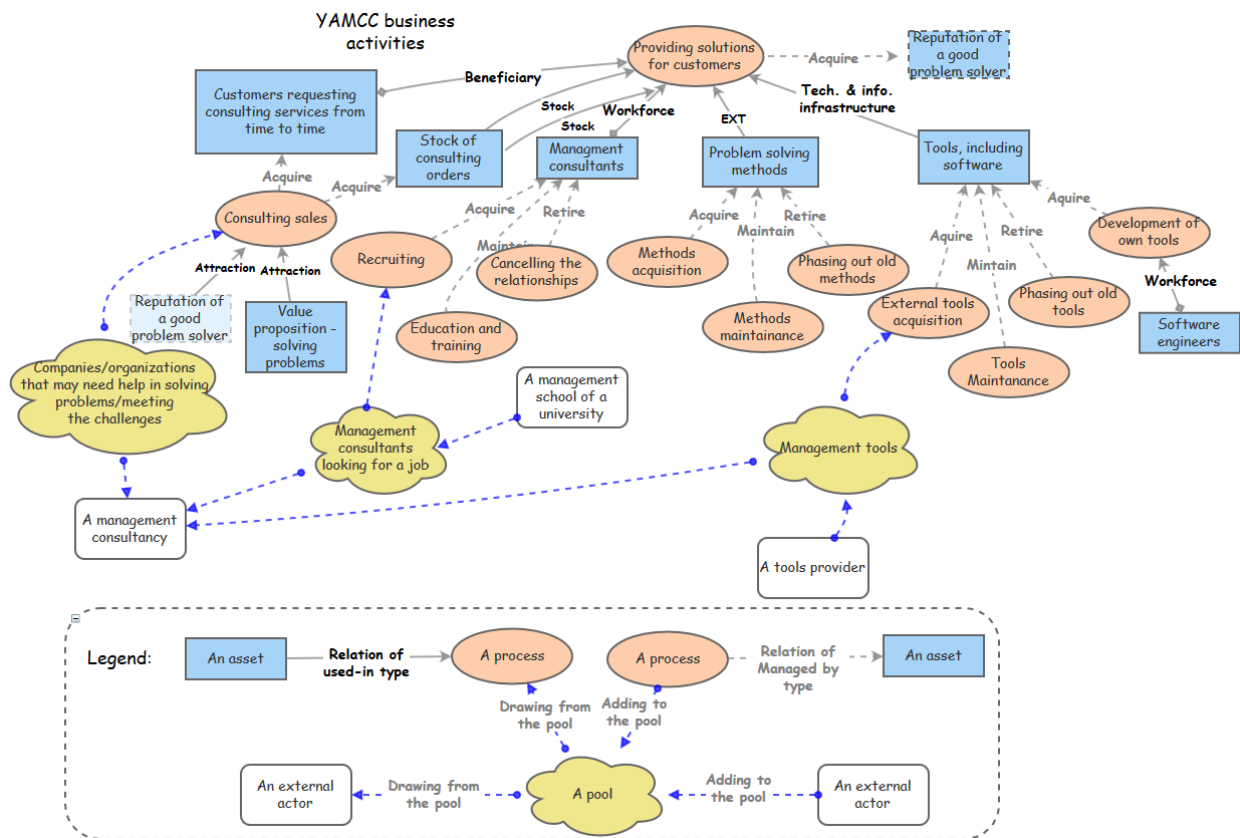 YAMCC business
activities
Providing solutions
for customers
Acquire
Reputation of
a good
problem solver
Beneficiary
Customers requesting
consulting services from
time to time
Stock
Stock
Workforce
EXT
Tech. & info.
infrastructure
Stock of
consulting
orders
Managment
consultants
Problem solving
methods
Tools, including
software
Acquire
Acquire
Consulting sales
Acquire
Maintain
Retire
Acquire
Maintain
Retire
Aquire
Mintain
Retire
Aquire
Development of
own tools
Recruiting
Cancelling the
relationships
Methods
acquisition
Phasing out old
methods
Attraction
Attraction
Workforce
Reputation of
a good
problem solver
Value
proposition -
solving
problems
Education and
training
Methods
maintainance
External tools
acquisition
Phasing out old
tools
Software
engineers
Tools
Maintanance
Companies/organizations
that may need help in solving
problems/meeting
the challenges
A management
school of a
university
Management
consultants
looking for a job
Management tools
A management
consultancy
A tools provider
Legend:
An asset
Relation of
used-in type
A process
A process
Relation of
Managed by
type
An asset
Drawing from
the pool
Adding to
the pool
An external
actor
Drawing from
the pool
A pool
Adding to
the pool
An external
actor